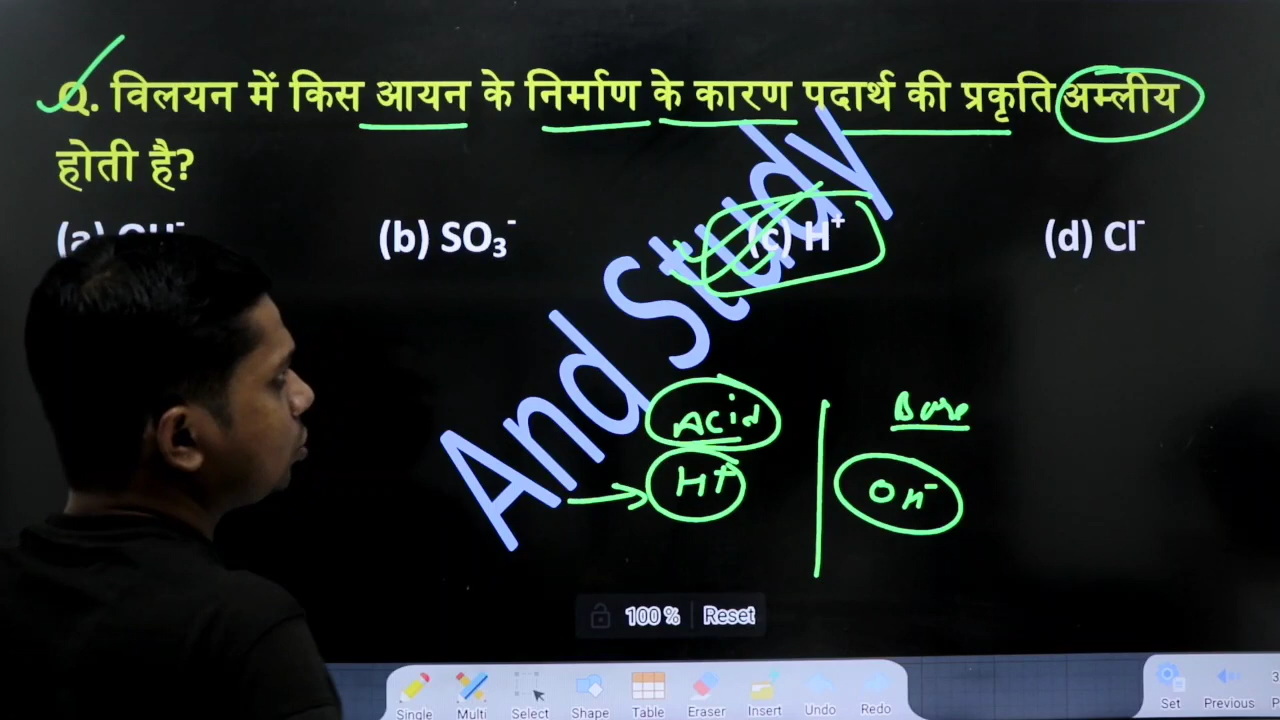 Q. विलयन में किस आयन के निर्माण के कारण पदार्थ की प्रकृति अम्लीय
होती है?
(a) OH⁻ (b) SO₃⁻ (c) H⁺ (d) Cl⁻
And Study
Acid Base
H+ OH⁻
100% Reset
Single Multi Select Shape Table Eraser Insert Undo Redo Set Previous